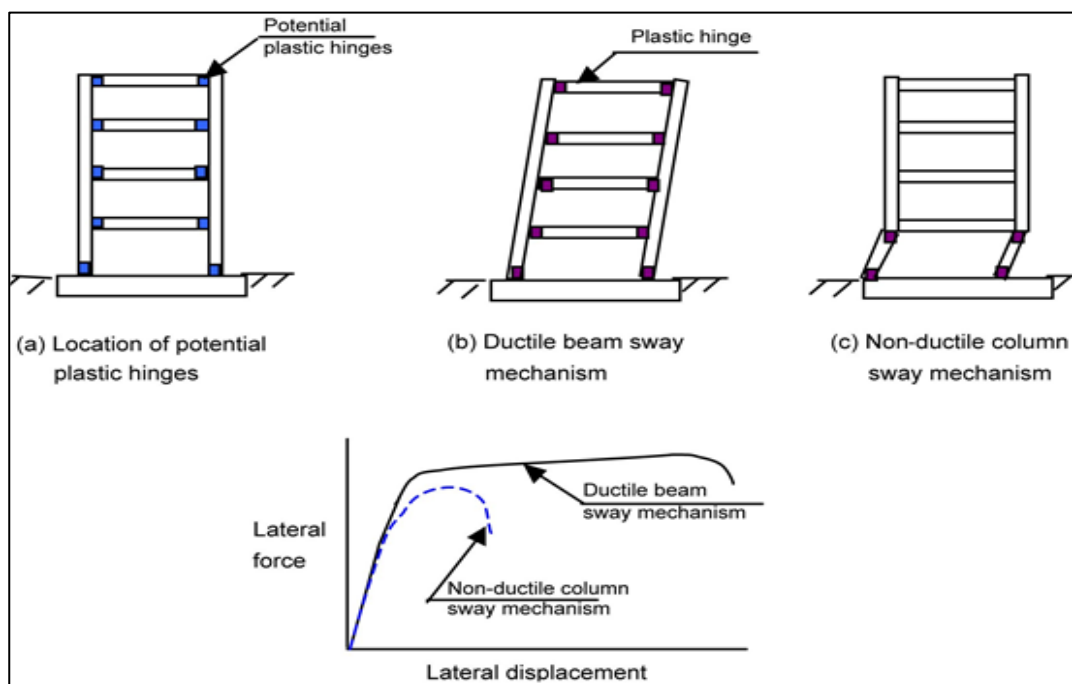 Potential
plastic hinges
Plastic hinge
(a) Location of potential
plastic hinges
(b) Ductile beam sway
mechanism
(c) Non-ductile column
sway mechanism
Ductile beam
sway mechanism
Lateral
force
Non-ductile column
sway mechanism
Lateral displacement